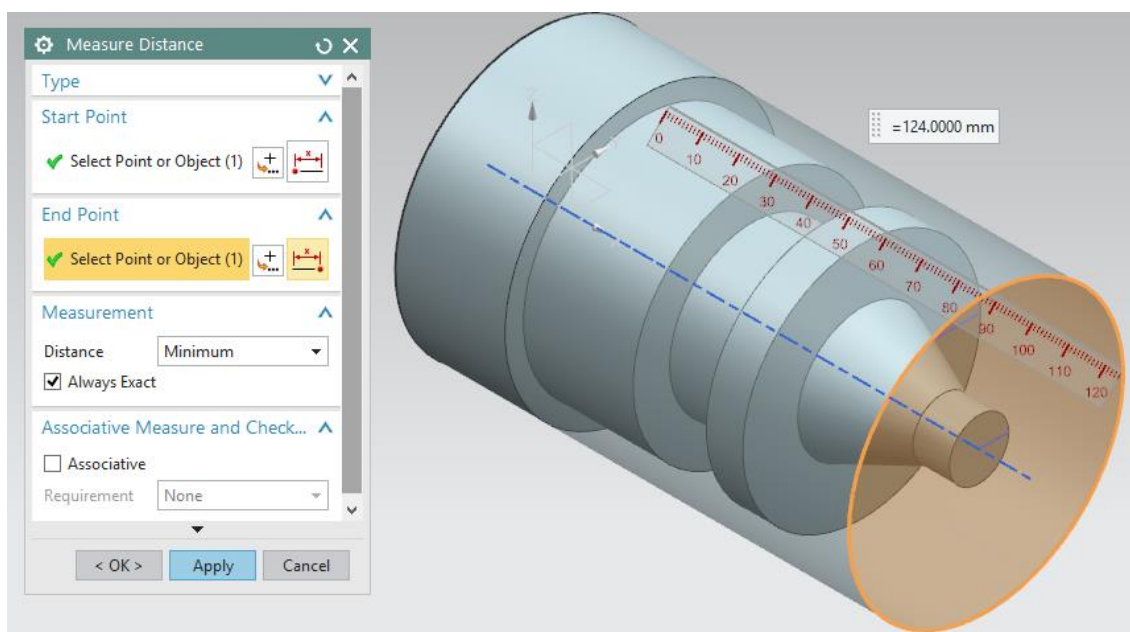 Measure Distance
Type
Start Point
Select Point or Object (1)
End Point
Select Point or Object (1)
Measurement
Distance Minimum
Always Exact
Associative Measure and Check...
Associative
Requirement None
< OK > Apply Cancel
=124.0000 mm
0 10 20 30 40 50 60 70 80 90 100 110 120